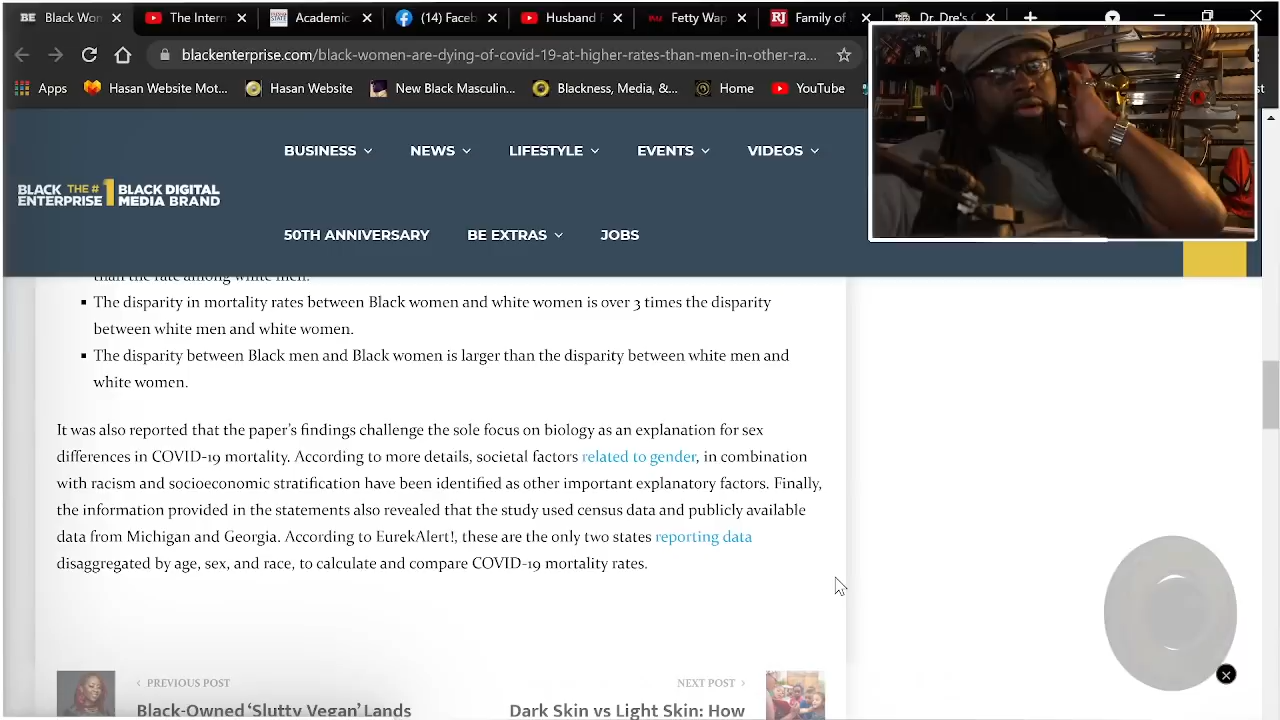 BE Black Won
The Intern
Academic
(14) Faceb
Husband F
Fetty Wap
RJ Family of
Dr. Dre's
blackenterprise.com/black-women-are-dying-of-covid-19-at-higher-rates-than-men-in-other-ra...
Apps
Hasan Website Mot...
Hasan Website
New Black Masculin...
Blackness, Media, &...
Home
YouTube
BUSINESS
NEWS
LIFESTYLE
EVENTS
VIDEOS
BLACK THE # 1 BLACK DIGITAL
ENTERPRISE MEDIA BRAND
50TH ANNIVERSARY
BE EXTRAS
JOBS
than the rate among white men.
▪ The disparity in mortality rates between Black women and white women is over 3 times the disparity
between white men and white women.
▪ The disparity between Black men and Black women is larger than the disparity between white men and
white women.
It was also reported that the paper's findings challenge the sole focus on biology as an explanation for sex
differences in COVID-19 mortality. According to more details, societal factors related to gender, in combination
with racism and socioeconomic stratification have been identified as other important explanatory factors. Finally,
the information provided in the statements also revealed that the study used census data and publicly available
data from Michigan and Georgia. According to EurekAlert!, these are the only two states reporting data
disaggregated by age, sex, and race, to calculate and compare COVID-19 mortality rates.
‹ PREVIOUS POST
Black-Owned 'Slutty Vegan' Lands
NEXT POST ›
Dark Skin vs Light Skin: How